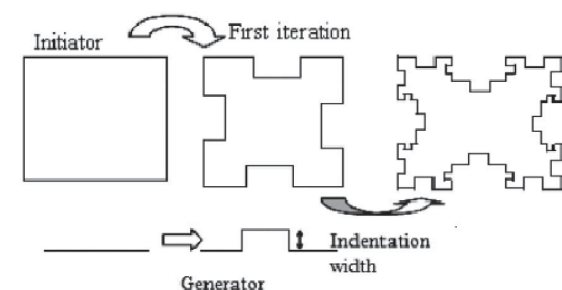 Initiator
First iteration
Indentation
width
Generator